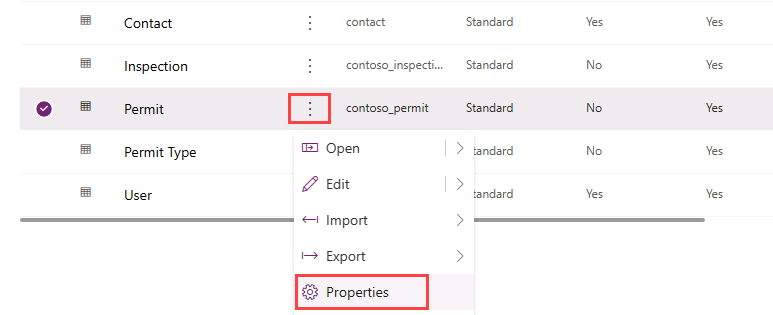 Contact contact Standard Yes Yes
Inspection contoso_inspecti... Standard No Yes
Permit contoso_permit Standard No Yes
Permit Type tandard No Yes
User tandard Yes Yes
Open
Edit
Import
Export
Properties